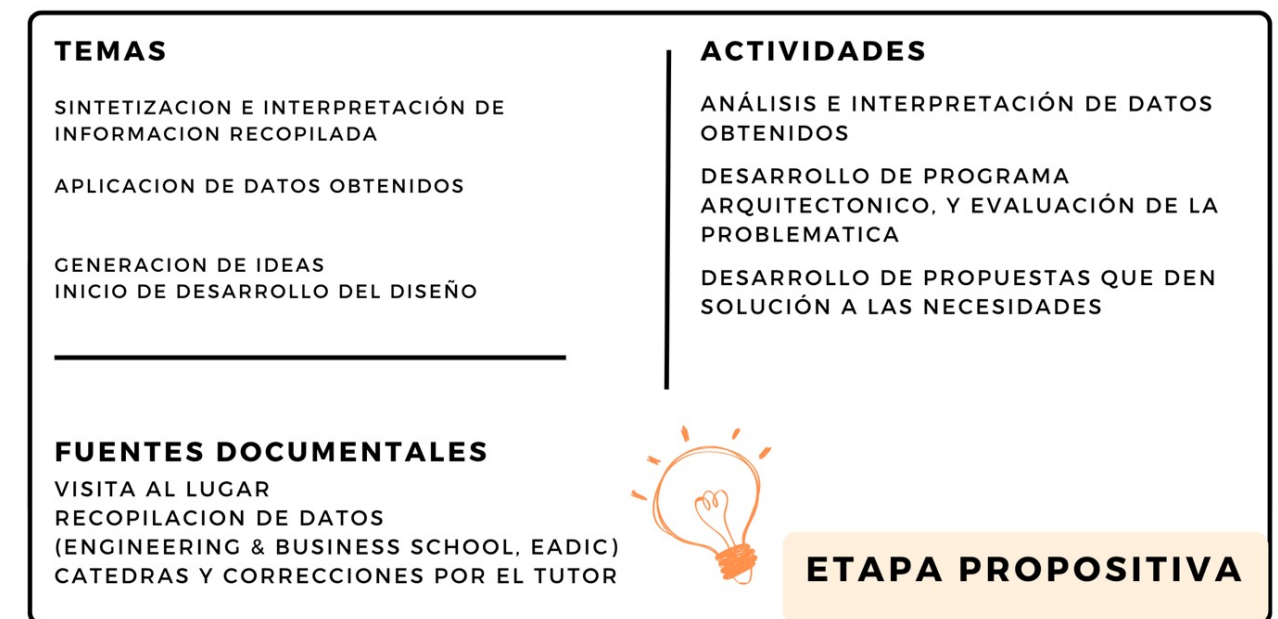 TEMAS
SINTETIZACION E INTERPRETACIÓN DE
INFORMACION RECOPILADA
APLICACION DE DATOS OBTENIDOS
GENERACION DE IDEAS
INICIO DE DESARROLLO DEL DISEÑO
ACTIVIDADES
ANÁLISIS E INTERPRETACIÓN DE DATOS
OBTENIDOS
DESARROLLO DE PROGRAMA
ARQUITECTONICO, Y EVALUACIÓN DE LA
PROBLEMATICA
DESARROLLO DE PROPUESTAS QUE DEN
SOLUCIÓN A LAS NECESIDADES
FUENTES DOCUMENTALES
VISITA AL LUGAR
RECOPILACION DE DATOS
(ENGINEERING & BUSINESS SCHOOL, EADIC)
CATEDRAS Y CORRECCIONES POR EL TUTOR
ETAPA PROPOSITIVA